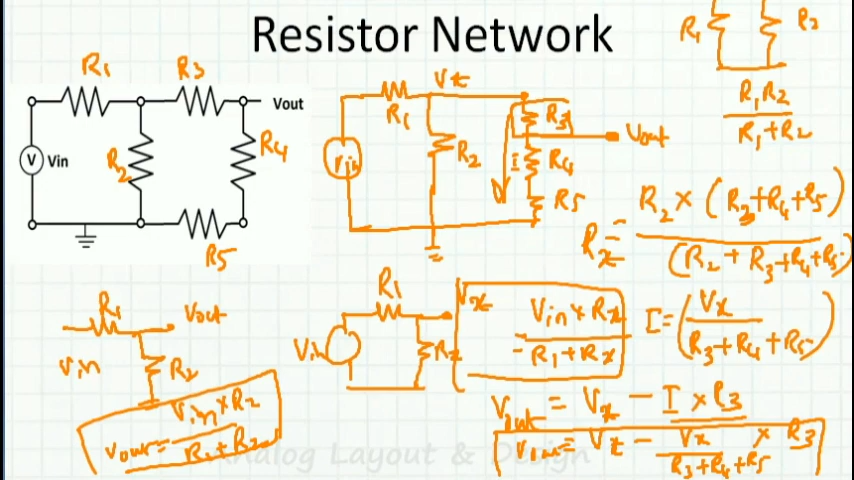 Resistor Network
R1 R2
R1R2
R1+R2
R1 R3
Vout
V Vin
R2
R4
R5
Vx
R1
Vin
R2
R3
Vout
I R4
R5
Rx = R2 × (R3+R4+R5)
(R2 + R3+R4+R5)
R1
Vout
Vin
R2
Vout = Vin × R2
R1 + R2
R1
Vin
Rx
Vx
Vin × Rx
R1 + Rx
I = (Vx
R3+R4+R5)
Vout = Vx - I × R3
= Vx - Vx × R3
R3+R4+R5
Analog Layout & Design